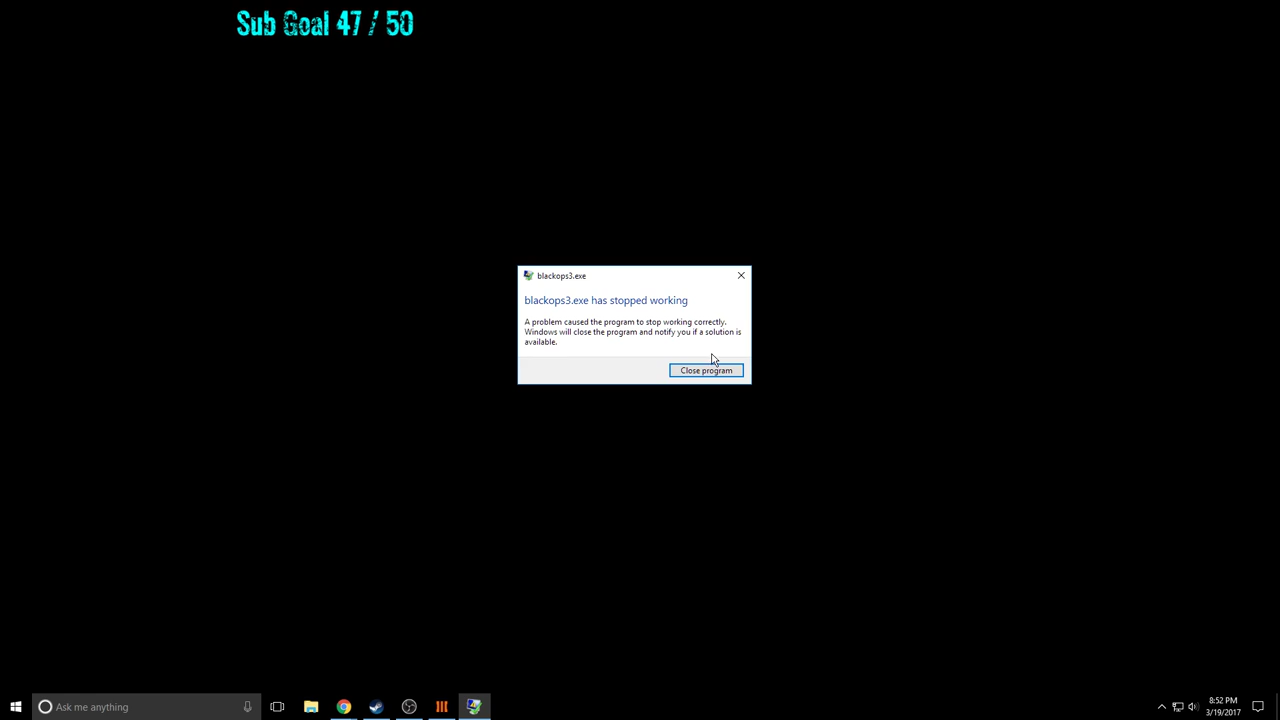 Sub Goal 47 / 50
blackops3.exe
blackops3.exe has stopped working
A problem caused the program to stop working correctly.
Windows will close the program and notify you if a solution is
available.
Close program
Ask me anything
8:52 PM
3/19/2017